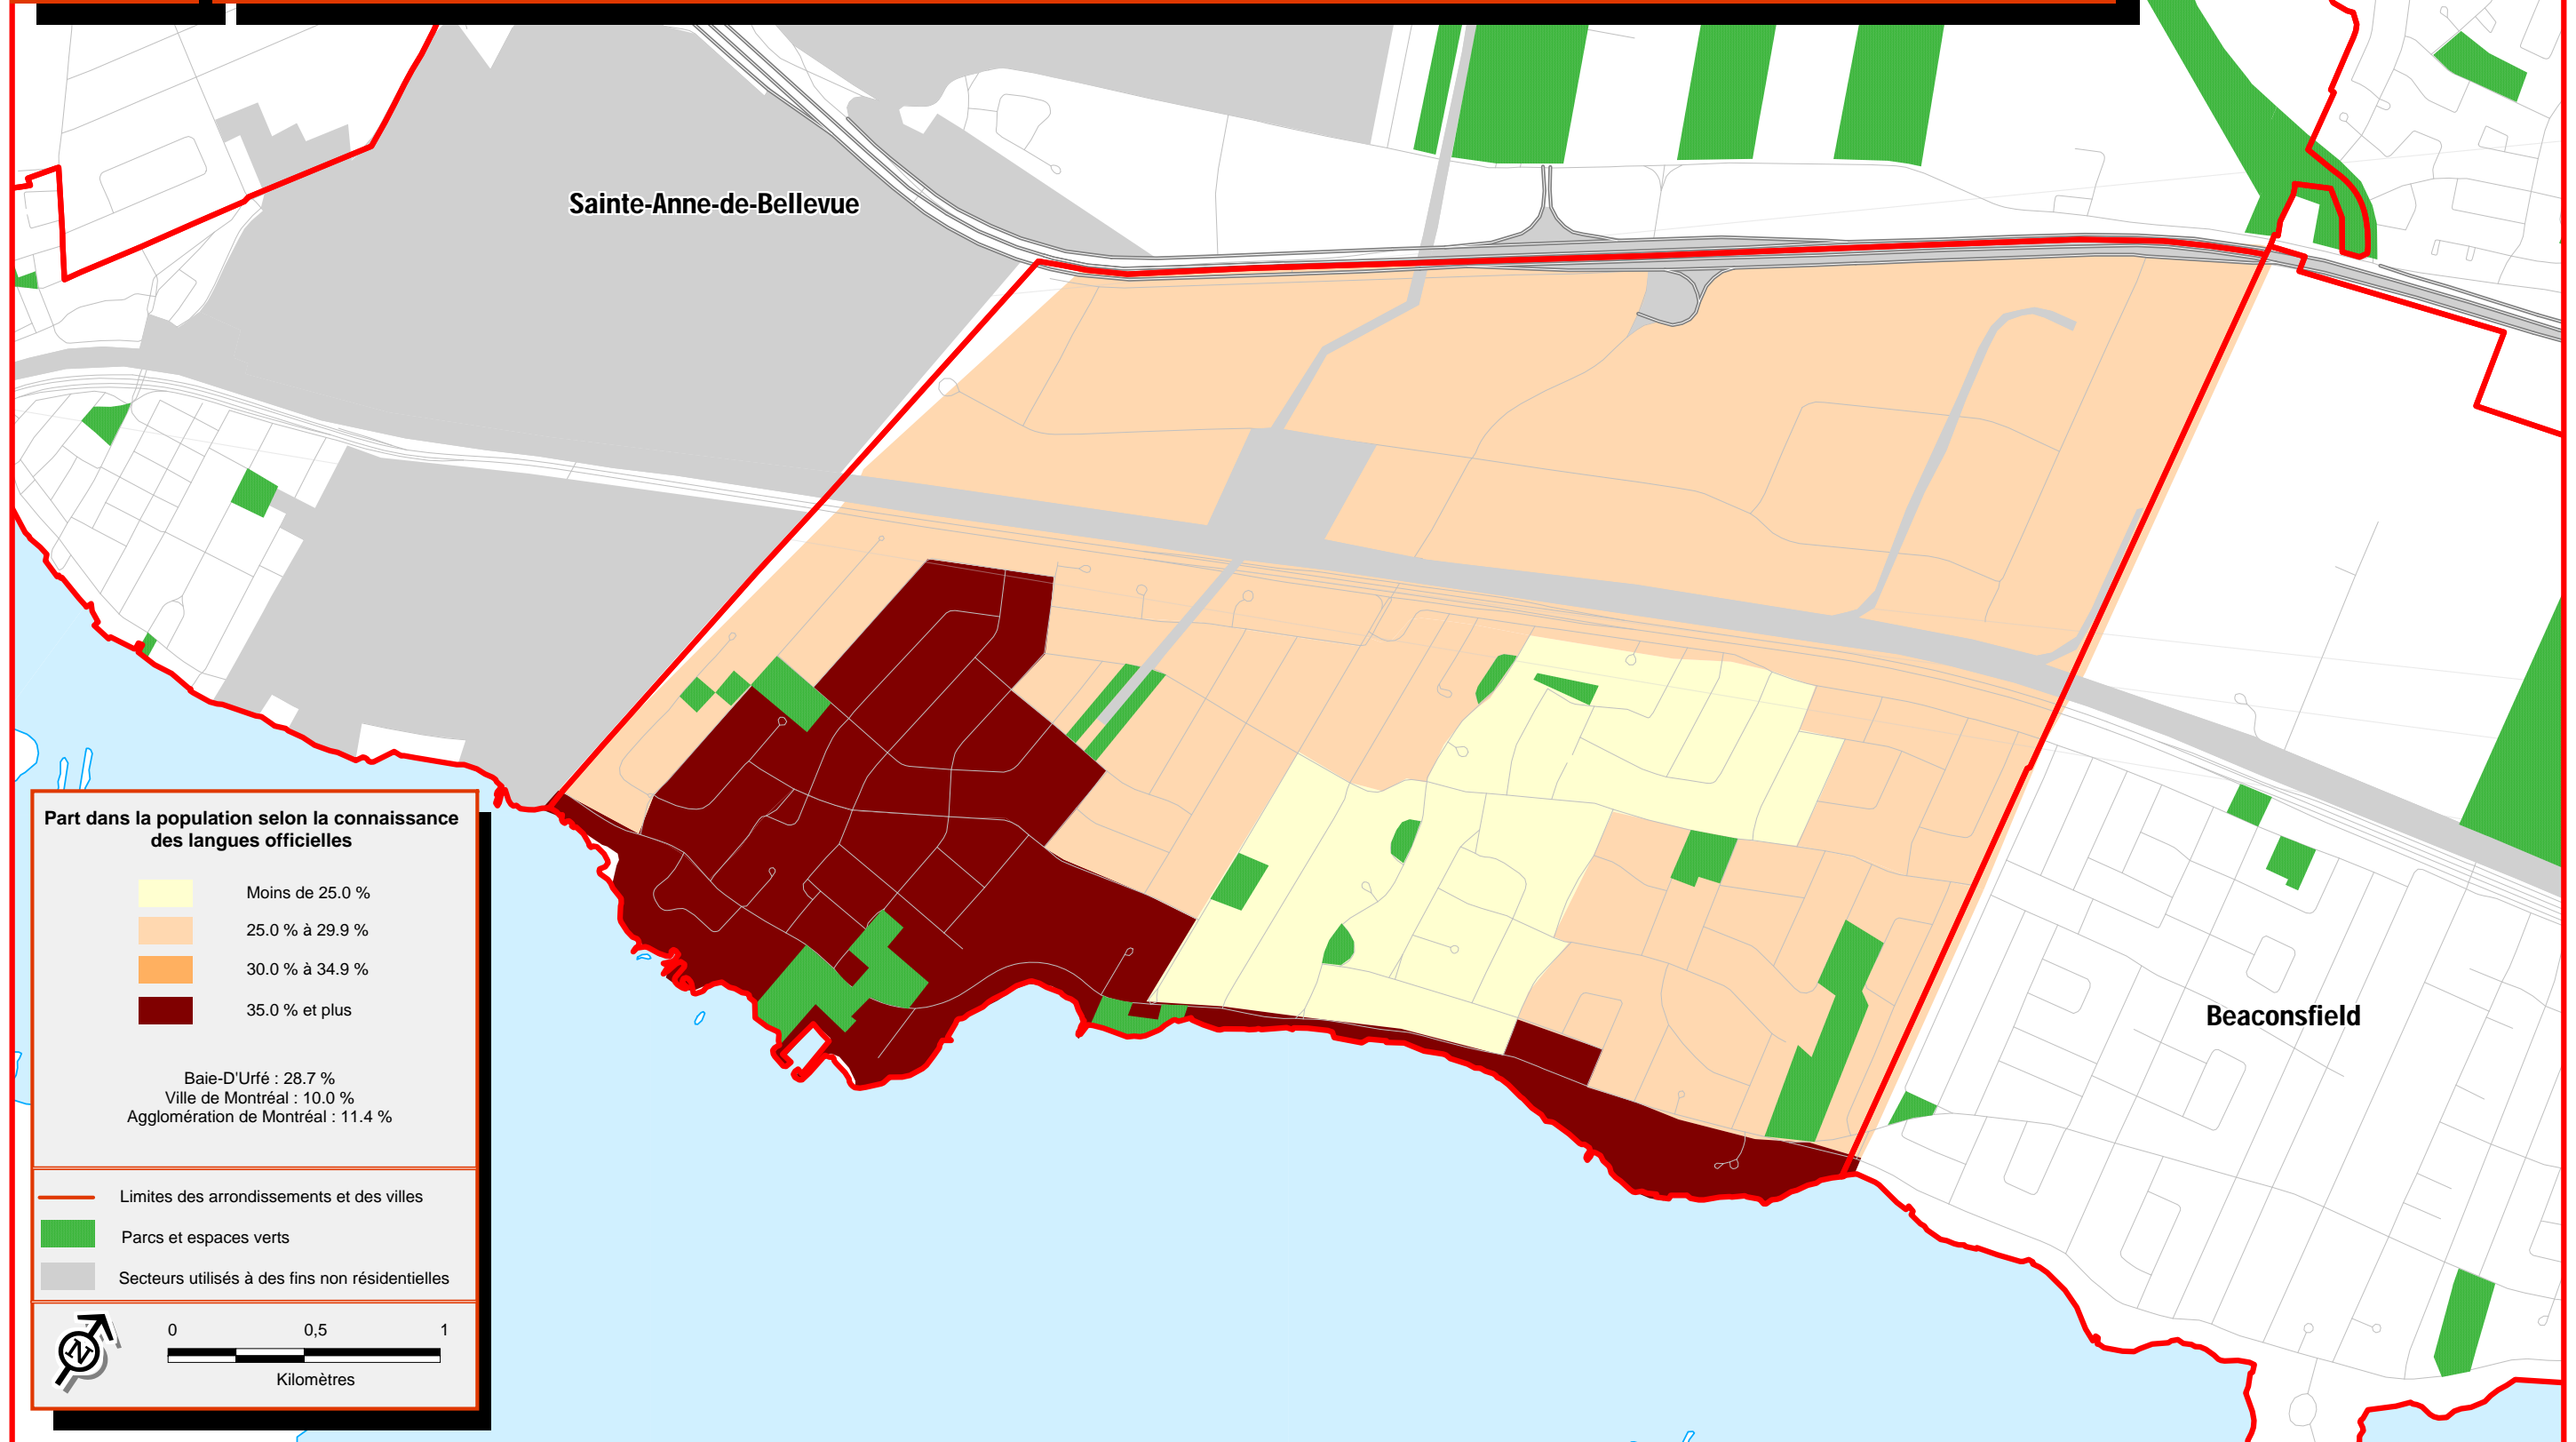 Sainte-Anne-de-Bellevue
Part dans la population selon la connaissance
des langues officielles
Moins de 25.0 %
25.0 % à 29.9 %
30.0 % à 34.9 %
35.0 % et plus
Baie-D'Urfé : 28.7 %
Ville de Montréal : 10.0 %
Agglomération de Montréal : 11.4 %
Limites des arrondissements et des villes
Parcs et espaces verts
Secteurs utilisés à des fins non résidentielles
N
0 0,5 1
Kilomètres
Beaconsfield